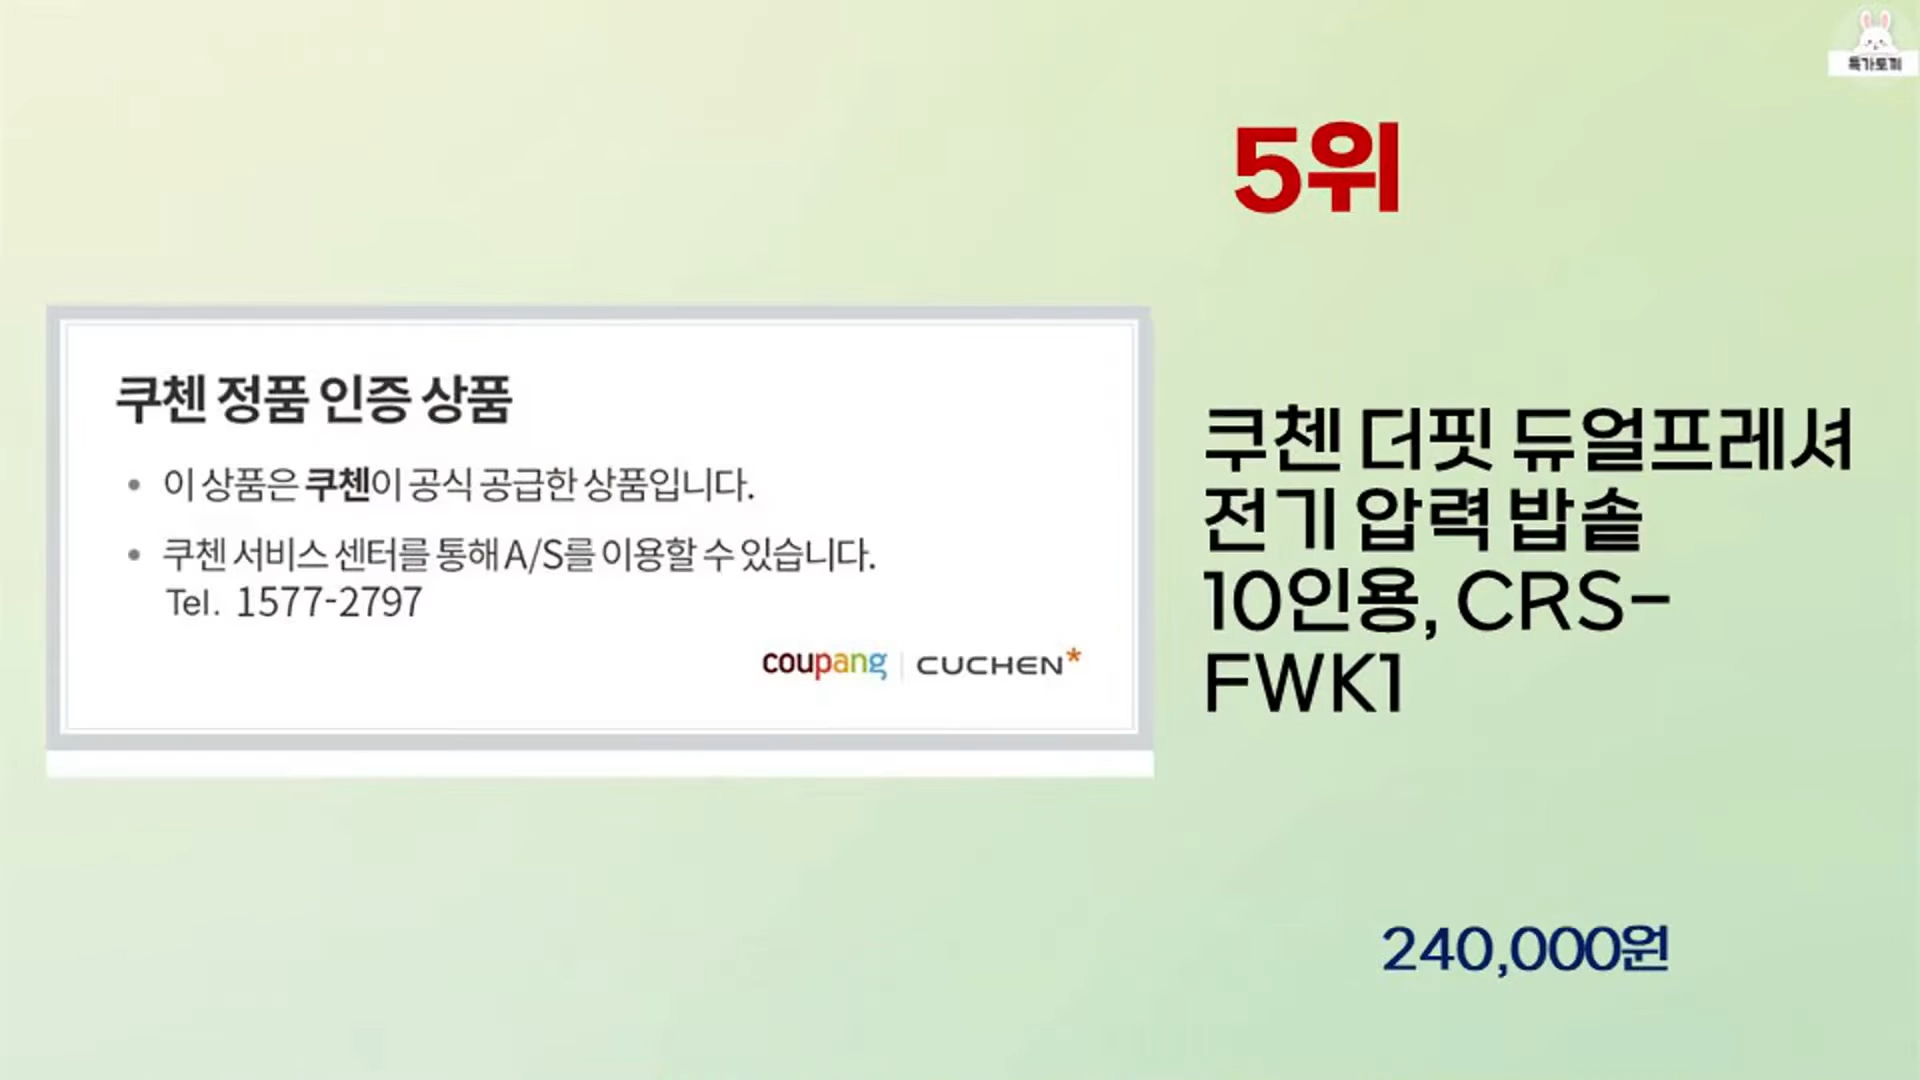 특가토끼
5위
쿠첸 정품 인증 상품
• 이 상품은 쿠첸이 공식 공급한 상품입니다.
• 쿠첸 서비스 센터를 통해 A/S를 이용할 수 있습니다.
Tel. 1577-2797
coupang | CUCHEN*
쿠첸 더핏 듀얼프레셔
전기 압력 밥솥
10인용, CRS-
FWK1
240,000원